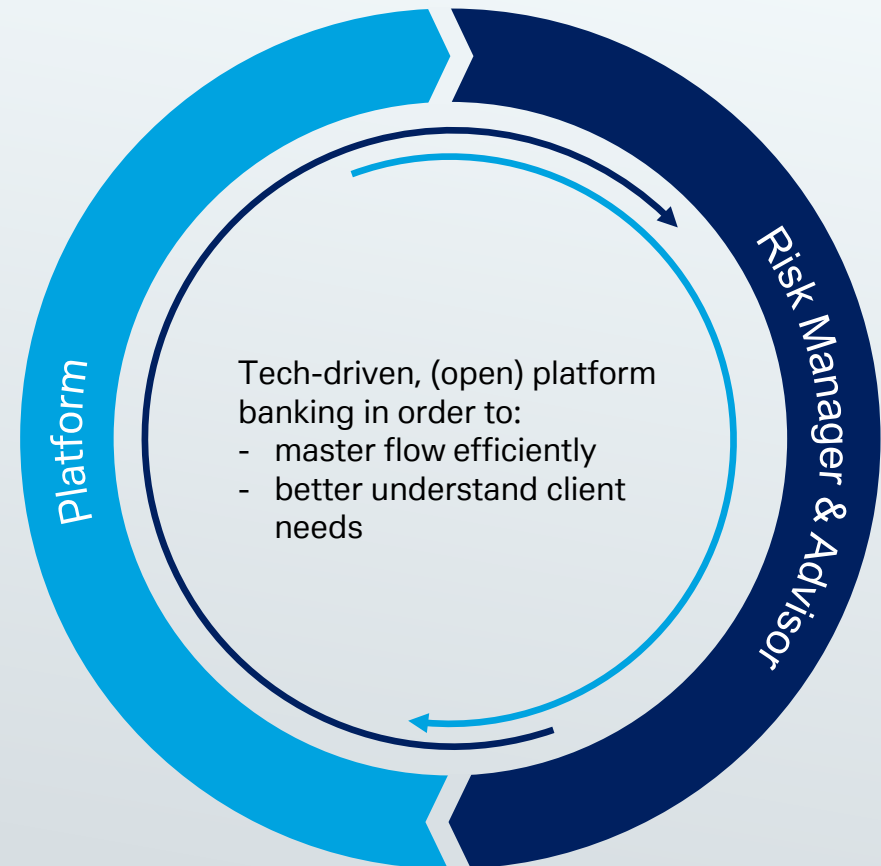 Platform
Risk Manager & Advisor
Tech-driven, (open) platform
banking in order to:
- master flow efficiently
- better understand client
needs